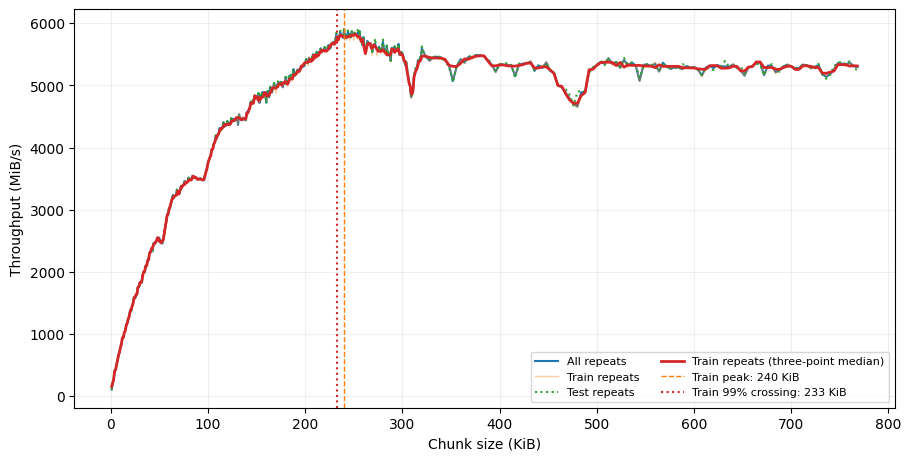 6000
5000
4000
3000
2000
1000
0
Throughput (MiB/s)
0 100 200 300 400 500 600 700 800
Chunk size (KiB)
All repeats
Train repeats
Test repeats
Train repeats (three-point median)
Train peak: 240 KiB
Train 99% crossing: 233 KiB